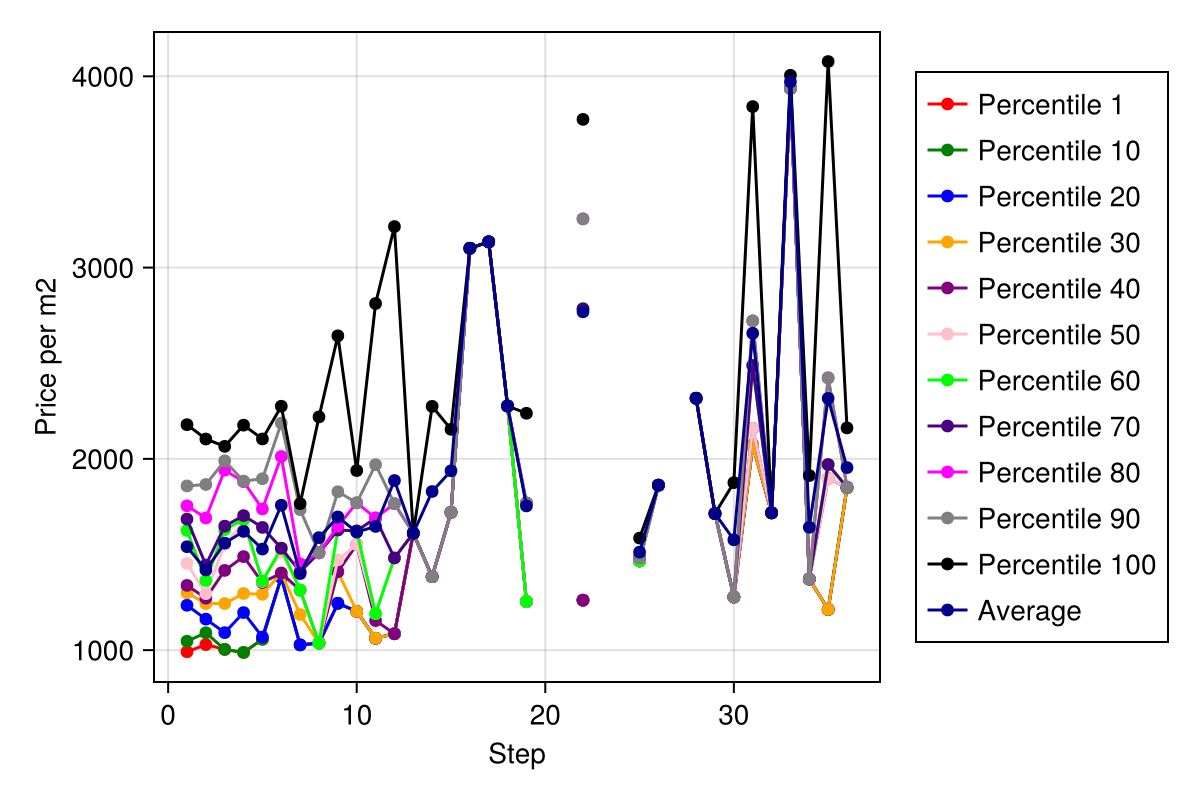 4000
3000
2000
1000
Price per m2
0 10 20 30
Step
Percentile 1
Percentile 10
Percentile 20
Percentile 30
Percentile 40
Percentile 50
Percentile 60
Percentile 70
Percentile 80
Percentile 90
Percentile 100
Average